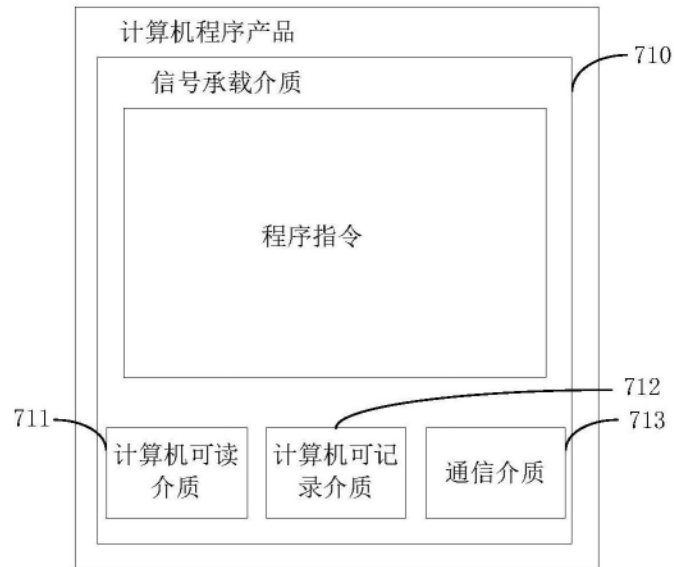 计算机程序产品
710
信号承载介质
程序指令
712
711
713
计算机可读
介质
计算机可记
录介质
通信介质